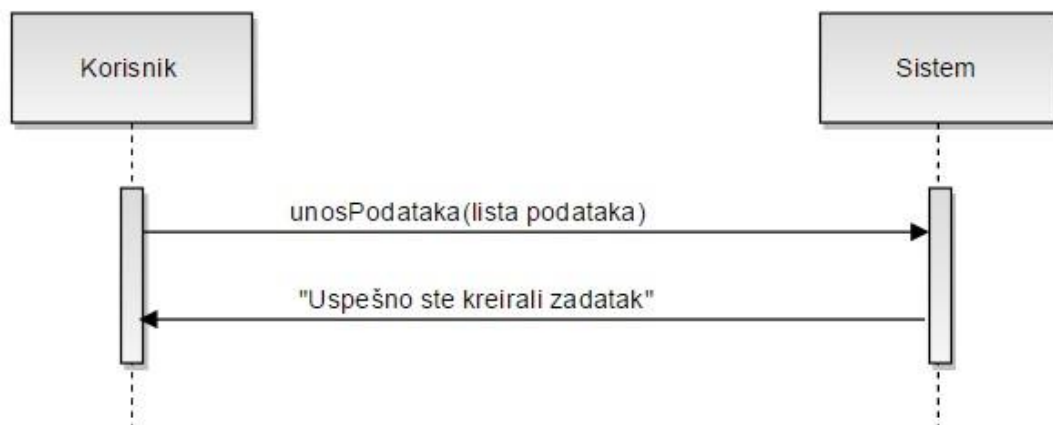 Korisnik
Sistem
unosPodataka(lista podataka)
"Uspešno ste kreirali zadatak"